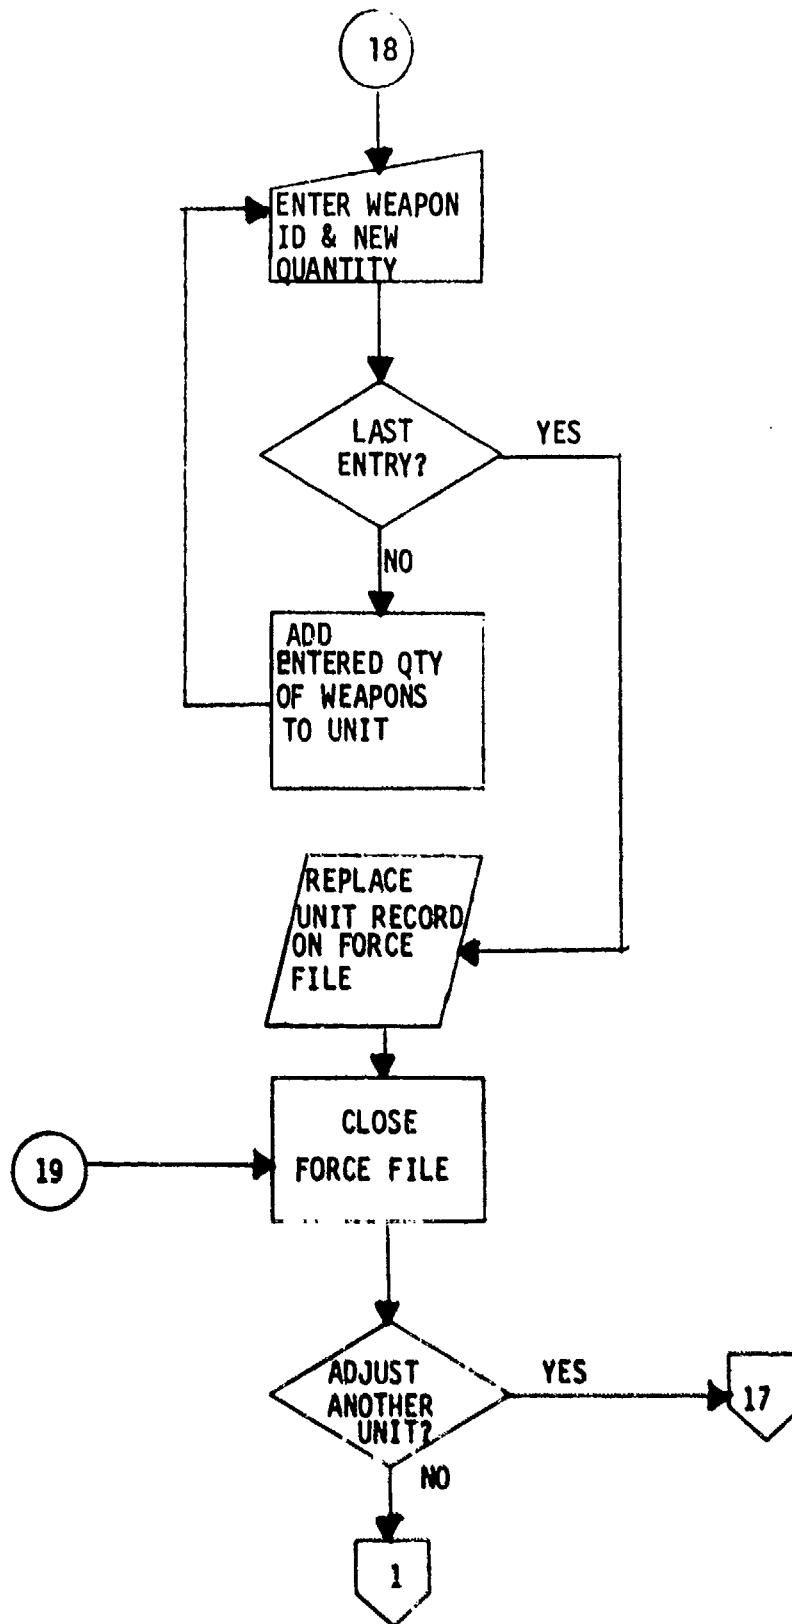 18
ENTER WEAPON
ID & NEW
QUANTITY
LAST
ENTRY?
YES
NO
ADD
ENTERED QTY
OF WEAPONS
TO UNIT
REPLACE
UNIT RECORD
ON FORCE
FILE
CLOSE
FORCE FILE
19
ADJUST
ANOTHER
UNIT?
YES
17
NO
1